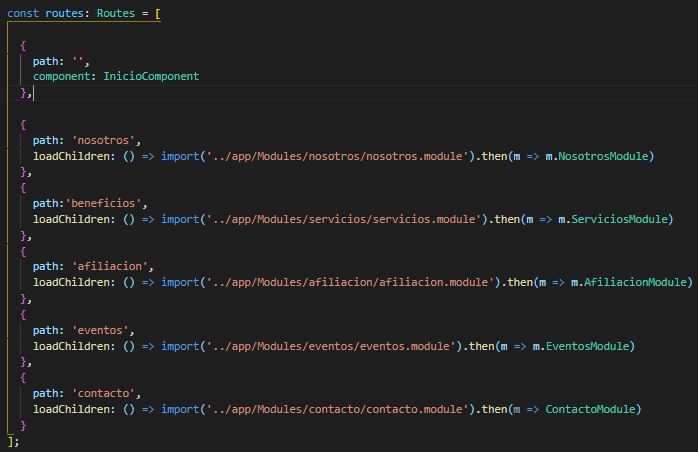 const routes: Routes = [
{
path: '',
component: InicioComponent
},
{
path: 'nosotros',
loadChildren: () => import('../app/Modules/nosotros/nosotros.module').then(m => m.NosotrosModule)
},
{
path:'beneficios',
loadChildren: () => import('../app/Modules/servicios/servicios.module').then(m => m.ServiciosModule)
},
{
path: 'afiliacion',
loadChildren: () => import('../app/Modules/afiliacion/afiliacion.module').then(m => m.AfiliacionModule)
},
{
path: 'eventos',
loadChildren: () => import('../app/Modules/eventos/eventos.module').then(m => m.EventosModule)
},
{
path: 'contacto',
loadChildren: () => import('../app/Modules/contacto/contacto.module').then(m => ContactoModule)
}
];